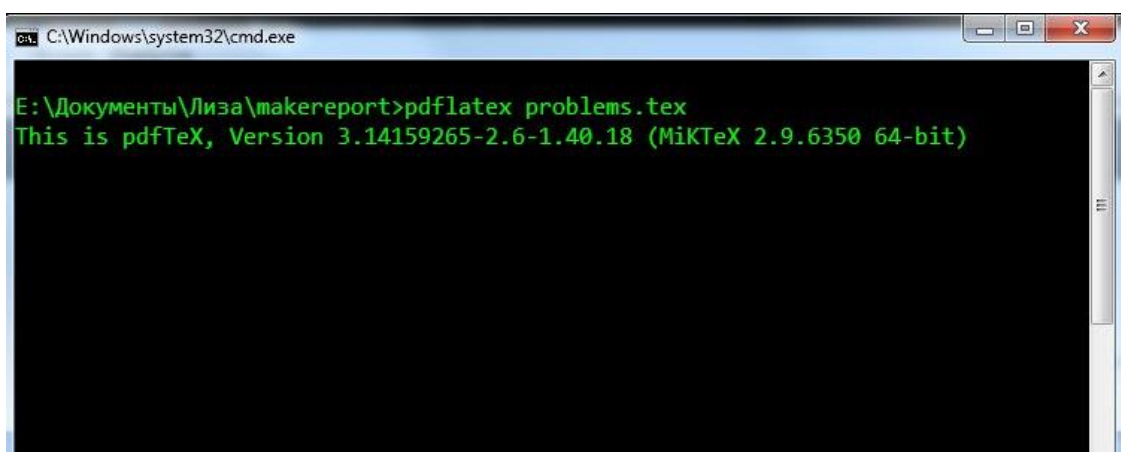 C:\Windows\system32\cmd.exe
E:\Документы\Лиза\makereport>pdflatex problems.tex
This is pdfTeX, Version 3.14159265-2.6-1.40.18 (MiKTeX 2.9.6350 64-bit)